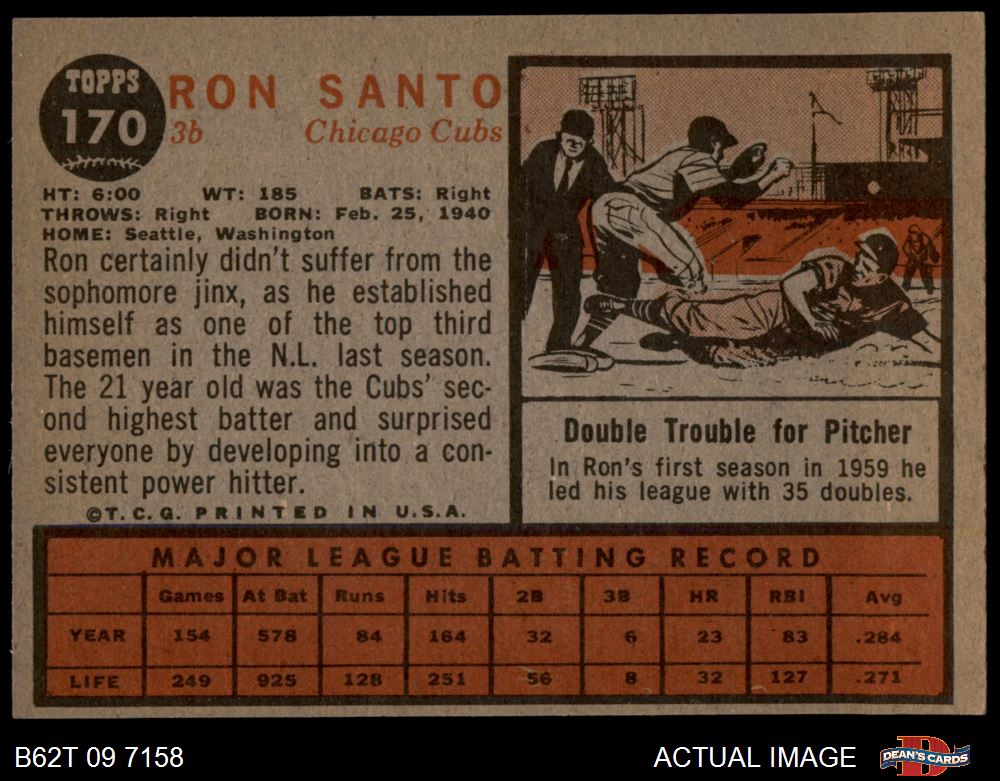 TOPPS
170
RON SANTO
3b Chicago Cubs
HT: 6:00 WT: 185 BATS: Right
THROWS: Right BORN: Feb. 25, 1940
HOME: Seattle, Washington
Ron certainly didn't suffer from the
sophomore jinx, as he established
himself as one of the top third
basemen in the N.L. last season.
The 21 year old was the Cubs' sec-
ond highest batter and surprised
everyone by developing into a con-
sistent power hitter.
©T.C.G. PRINTED IN U.S.A.
Double Trouble for Pitcher
In Ron's first season in 1959 he
led his league with 35 doubles.
MAJOR LEAGUE BATTING RECORD
Games At Bat Runs Hits 2B 3B HR RBI Avg
YEAR 154 578 84 164 32 6 23 83 .284
LIFE 249 925 128 251 56 8 32 127 .271
B62T 09 7158
ACTUAL IMAGE
DEAN'S CARDS